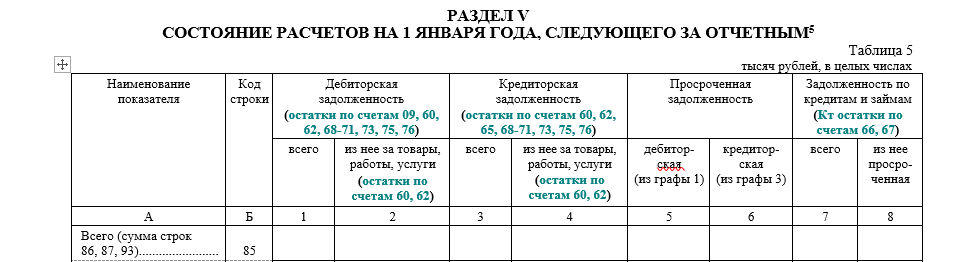 РАЗДЕЛ V
СОСТОЯНИЕ РАСЧЕТОВ НА 1 ЯНВАРЯ ГОДА, СЛЕДУЮЩЕГО ЗА ОТЧЕТНЫМ5
Таблица 5
тысяч рублей, в целых числах
Наименование
показателя
Код
строки
Дебиторская
задолженность
(остатки по счетам 09, 60,
62, 68-71, 73, 75, 76)
Кредиторская
задолженность
(остатки по счетам 60, 62,
65, 68-71, 73, 75, 76)
Просроченная
задолженность
Задолженность по
кредитам и займам
(Кт остатки по
счетам 66, 67)
всего
из нее за товары,
работы, услуги
(остатки по
счетам 60, 62)
всего
из нее за товары,
работы, услуги
(остатки по
счетам 60, 62)
дебитор-
ская
(из графы 1)
кредитор-
ская
(из графы 3)
всего
из нее
просро-
ченная
А Б 1 2 3 4 5 6 7 8
Всего (сумма строк
86, 87, 93)........................ 85